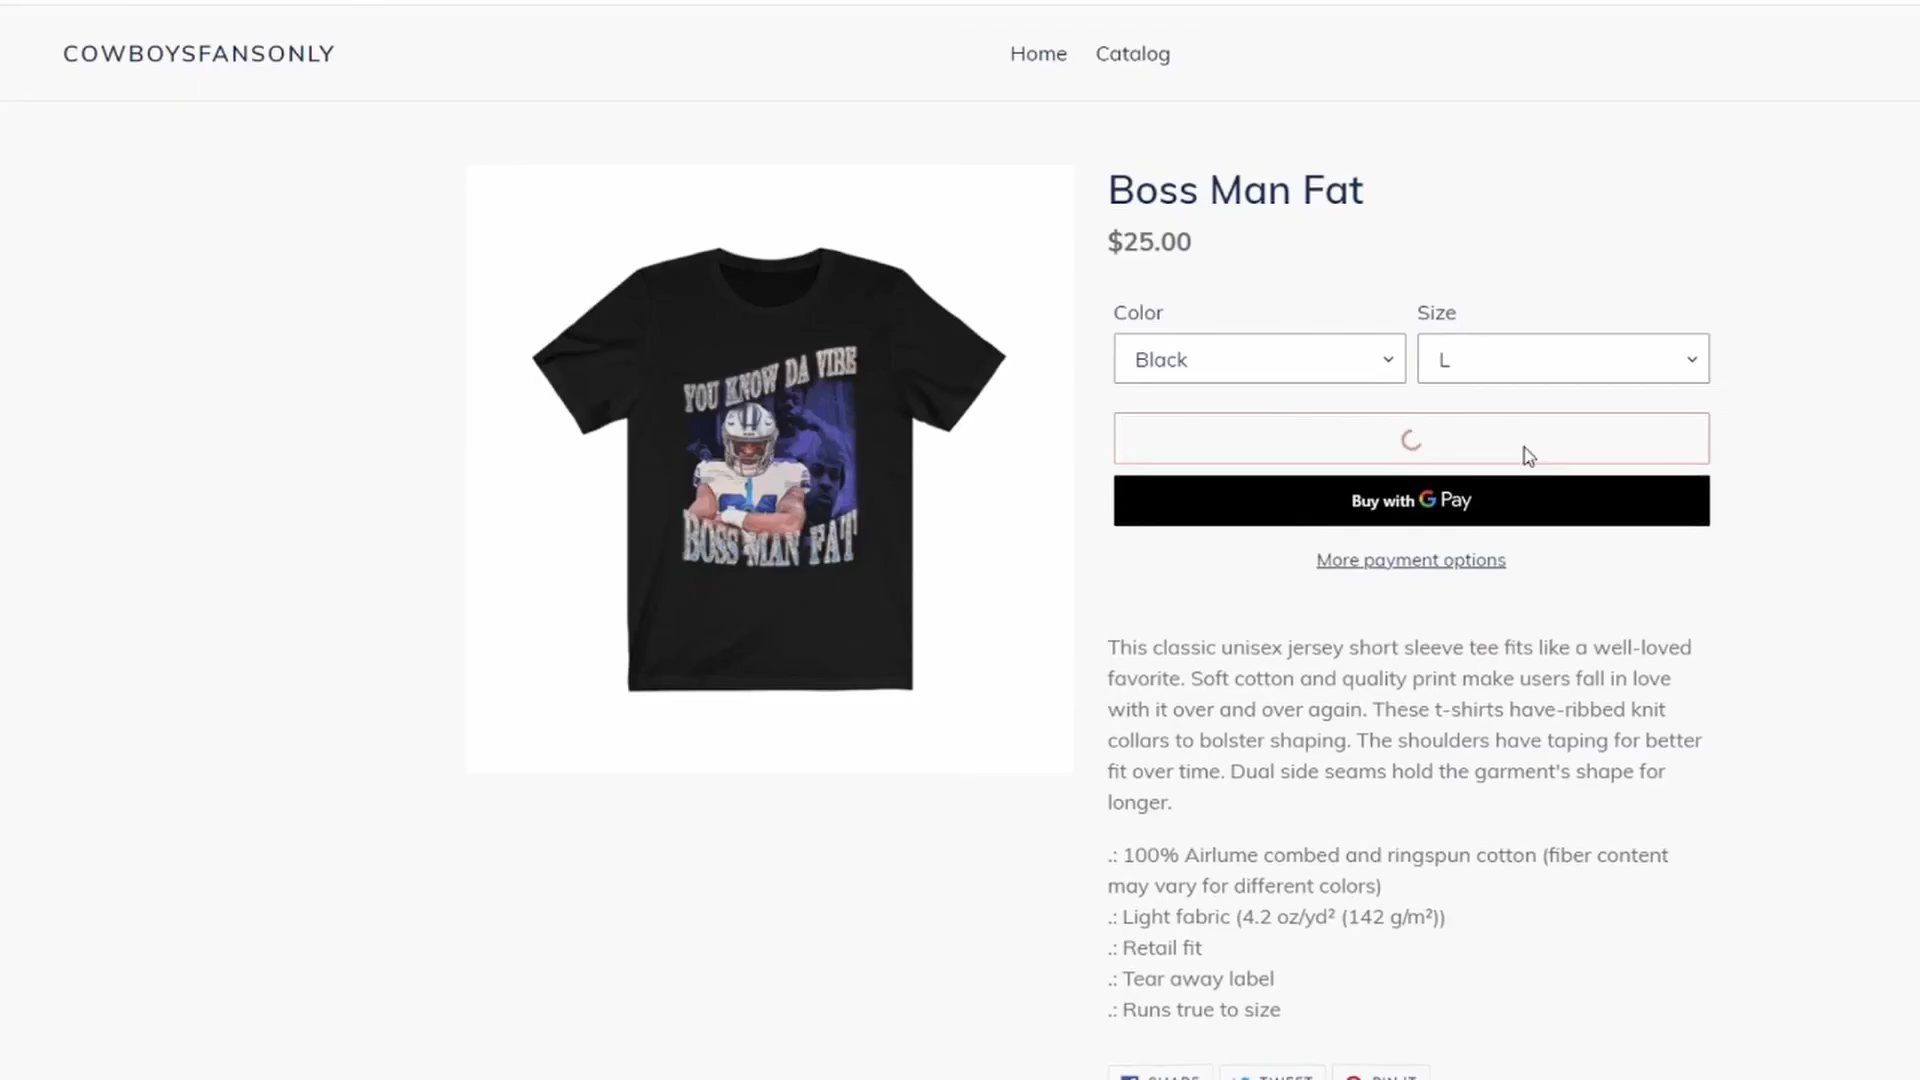 COWBOYSFANSONLY
Home
Catalog
Boss Man Fat
$25.00
Color
Size
Black
L
Buy with G Pay
More payment options
YOU KNOW DA VIBE
BOSS MAN FAT
This classic unisex jersey short sleeve tee fits like a well-loved
favorite. Soft cotton and quality print make users fall in love
with it over and over again. These t-shirts have-ribbed knit
collars to bolster shaping. The shoulders have taping for better
fit over time. Dual side seams hold the garment's shape for
longer.
.: 100% Airlume combed and ringspun cotton (fiber content
may vary for different colors)
.: Light fabric (4.2 oz/yd² (142 g/m²))
.: Retail fit
.: Tear away label
.: Runs true to size
SHARE
TWEET
PIN IT